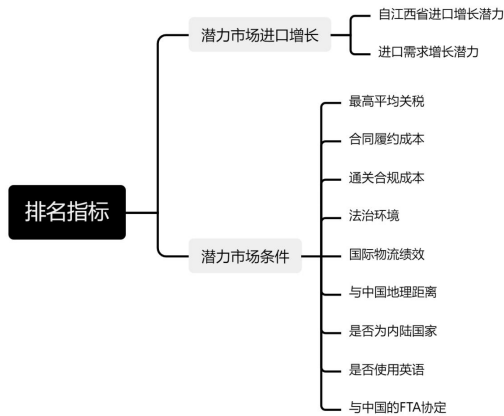 排名指标
潜力市场进口增长
自江西省进口增长潜力
进口需求增长潜力
潜力市场条件
最高平均关税
合同履约成本
通关合规成本
法治环境
国际物流绩效
与中国地理距离
是否为内陆国家
是否使用英语
与中国的FTA协定